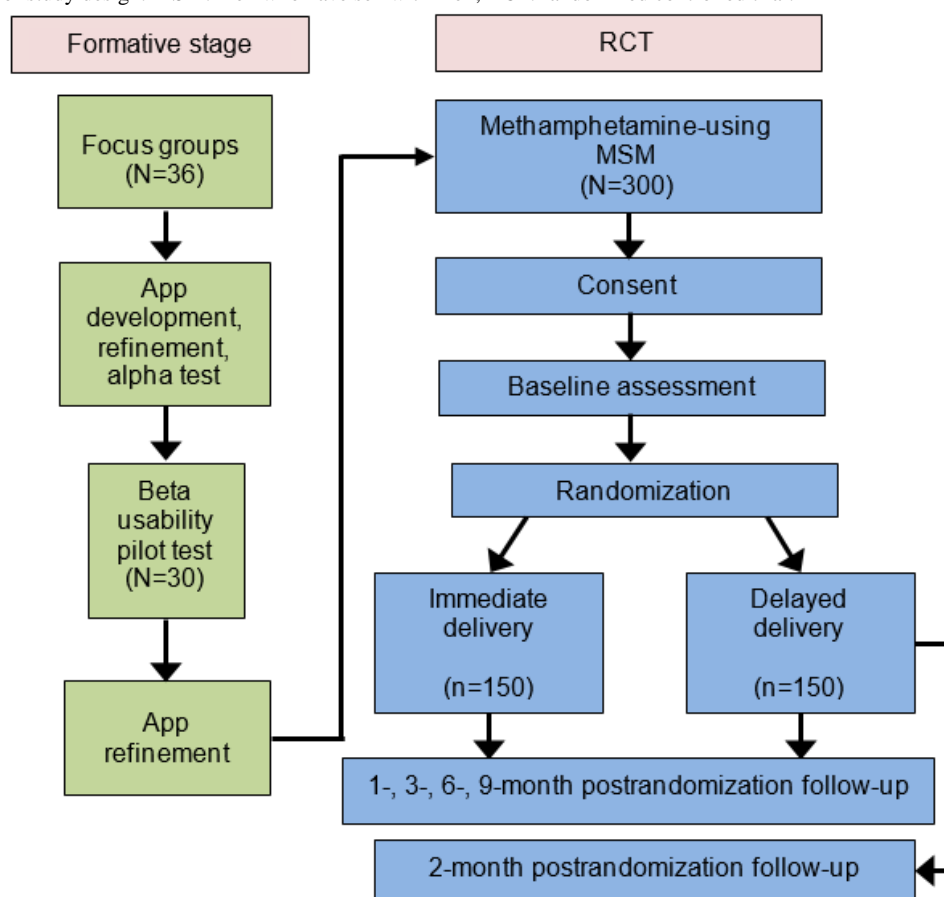 Formative stage
RCT
Focus groups
(N=36)
App
development,
refinement,
alpha test
Beta
usability
pilot test
(N=30)
App
refinement
Methamphetamine-using
MSM
(N=300)
Consent
Baseline assessment
Randomization
Immediate
delivery
(n=150)
Delayed
delivery
(n=150)
1-, 3-, 6-, 9-month postrandomization follow-up
2-month postrandomization follow-up